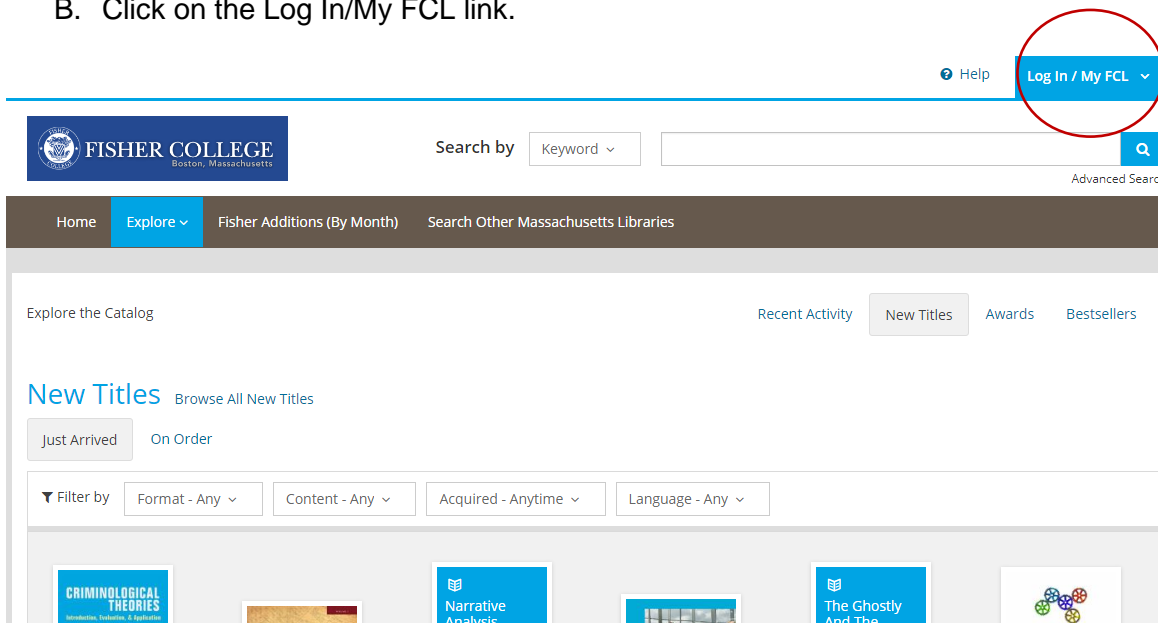 B. Click on the Log In/My FCL link.
Help
Log In / My FCL
FISHER COLLEGE
Boston, Massachusetts
Search by
Keyword
Advanced Searc
Home
Explore
Fisher Additions (By Month)
Search Other Massachusetts Libraries
Explore the Catalog
Recent Activity
New Titles
Awards
Bestsellers
New Titles
Browse All New Titles
Just Arrived
On Order
Filter by
Format - Any
Content - Any
Acquired - Anytime
Language - Any
CRIMINOLOGICAL
THEORIES
Introduction, Evaluation, & Application
Narrative
Analysis
The Ghostly
And The